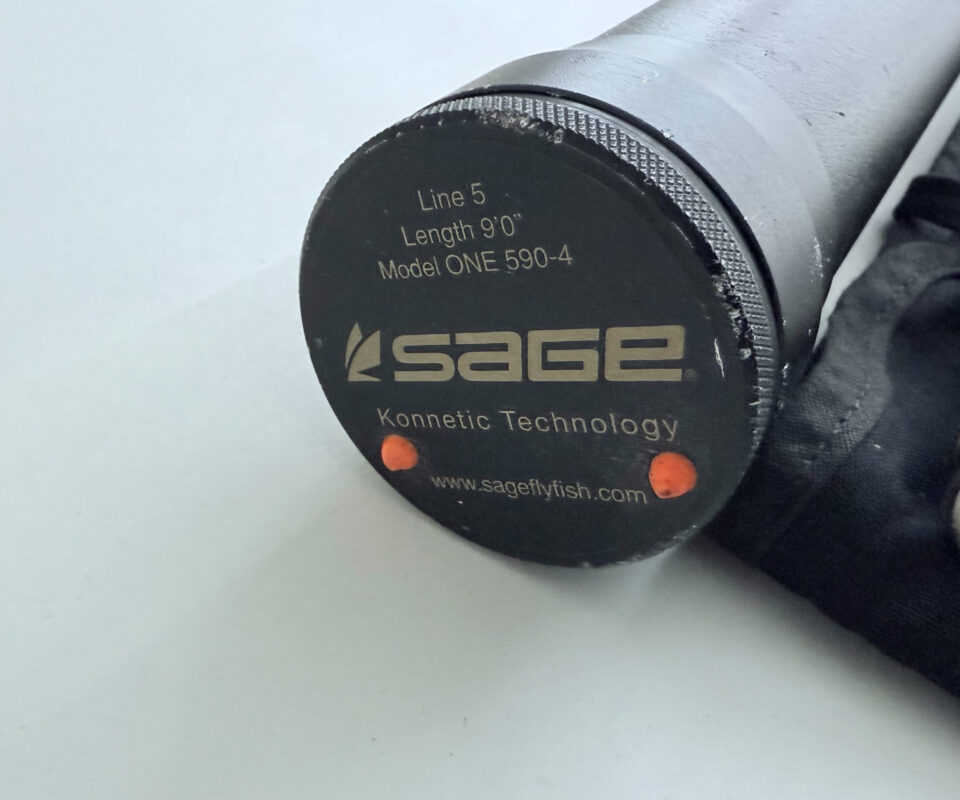 Line 5
Length 9'0"
Model ONE 590-4
SAGE
Konnetic Technology
www.sageflyfish.com